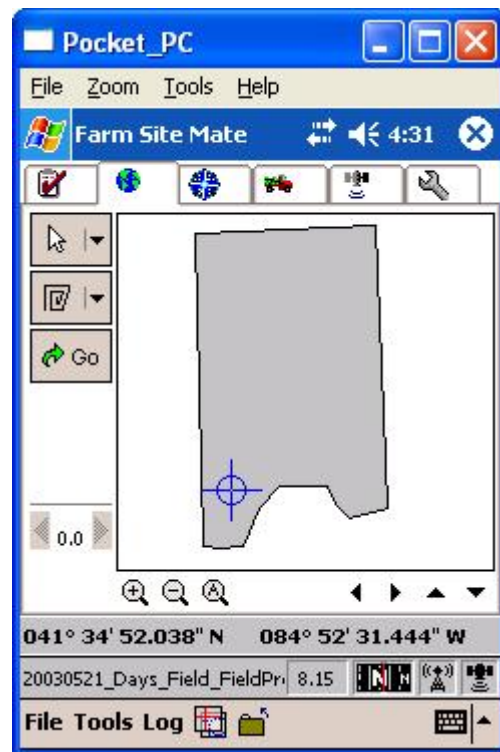 Pocket_PC
File Zoom Tools Help
Farm Site Mate 4:31
Go
0.0
A
041° 34' 52.038" N 084° 52' 31.444" W
20030521_Days_Field_FieldPr 8.15 N
File Tools Log